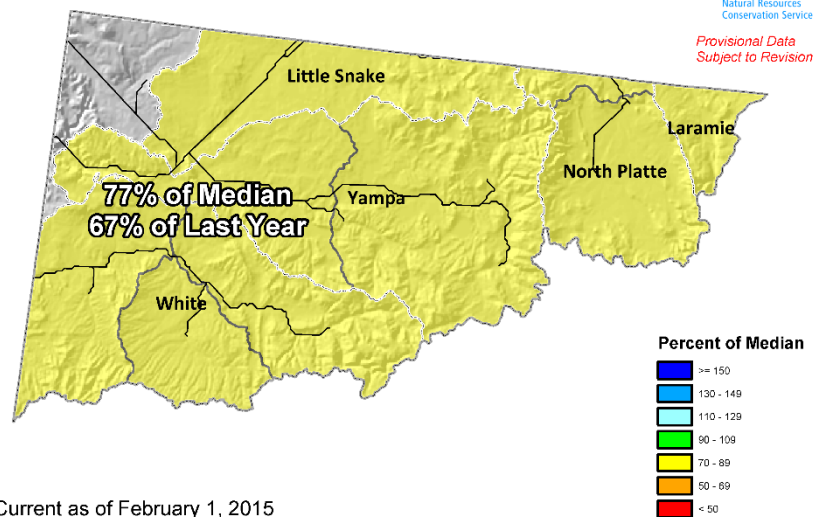 Natural Resources
Conservation Service
Provisional Data
Subject to Revision
Little Snake
Laramie
North Platte
77% of Median
67% of Last Year
Yampa
White
Percent of Median
>= 150
130 - 149
110 - 129
90 - 109
70 - 89
50 - 69
< 50
Current as of February 1, 2015